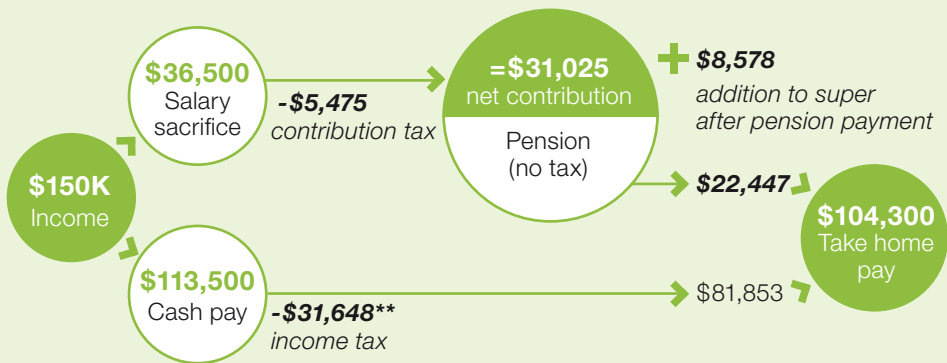 $150K
Income
$36,500
Salary
sacrifice
-$5,475
contribution tax
=$31,025
net contribution
Pension
(no tax)
+ $8,578
addition to super
after pension payment
$22,447
$113,500
Cash pay
-$31,648**
income tax
$81,853
$104,300
Take home
pay